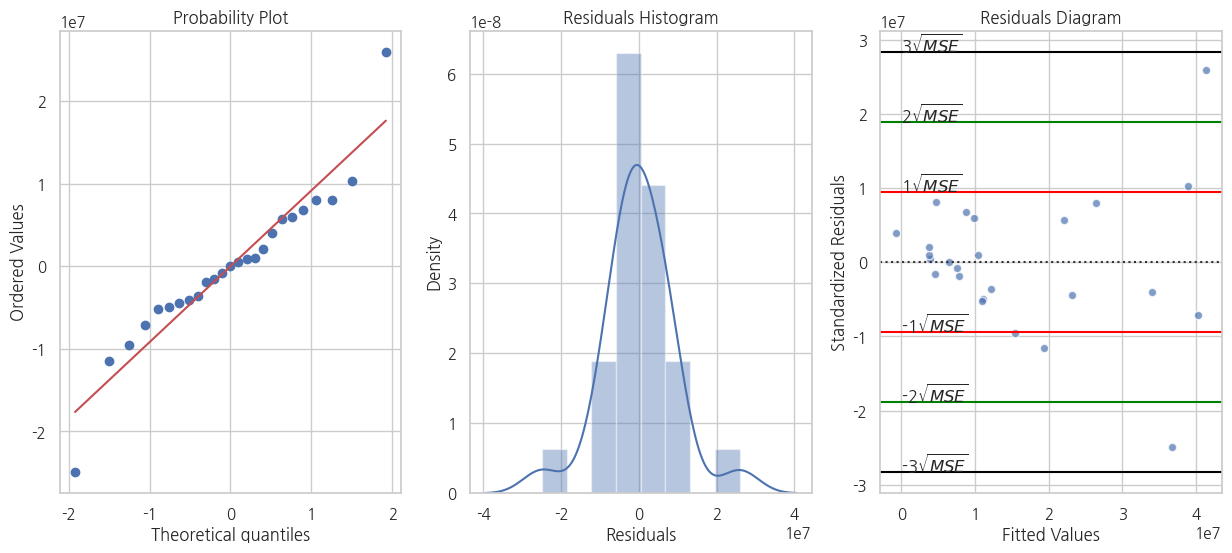 Probability Plot
1e7
2
1
0
-1
-2
Ordered Values
-2 -1 0 1 2
Theoretical quantiles
Residuals Histogram
1e-8
6
5
4
3
2
1
0
Density
-4 -2 0 2 4
1e7
Residuals
Residuals Diagram
1e7
3
2
1
0
-1
-2
-3
Standardized Residuals
3√MSE
2√MSE
1√MSE
-1√MSE
-2√MSE
-3√MSE
0 1 2 3 4
1e7
Fitted Values